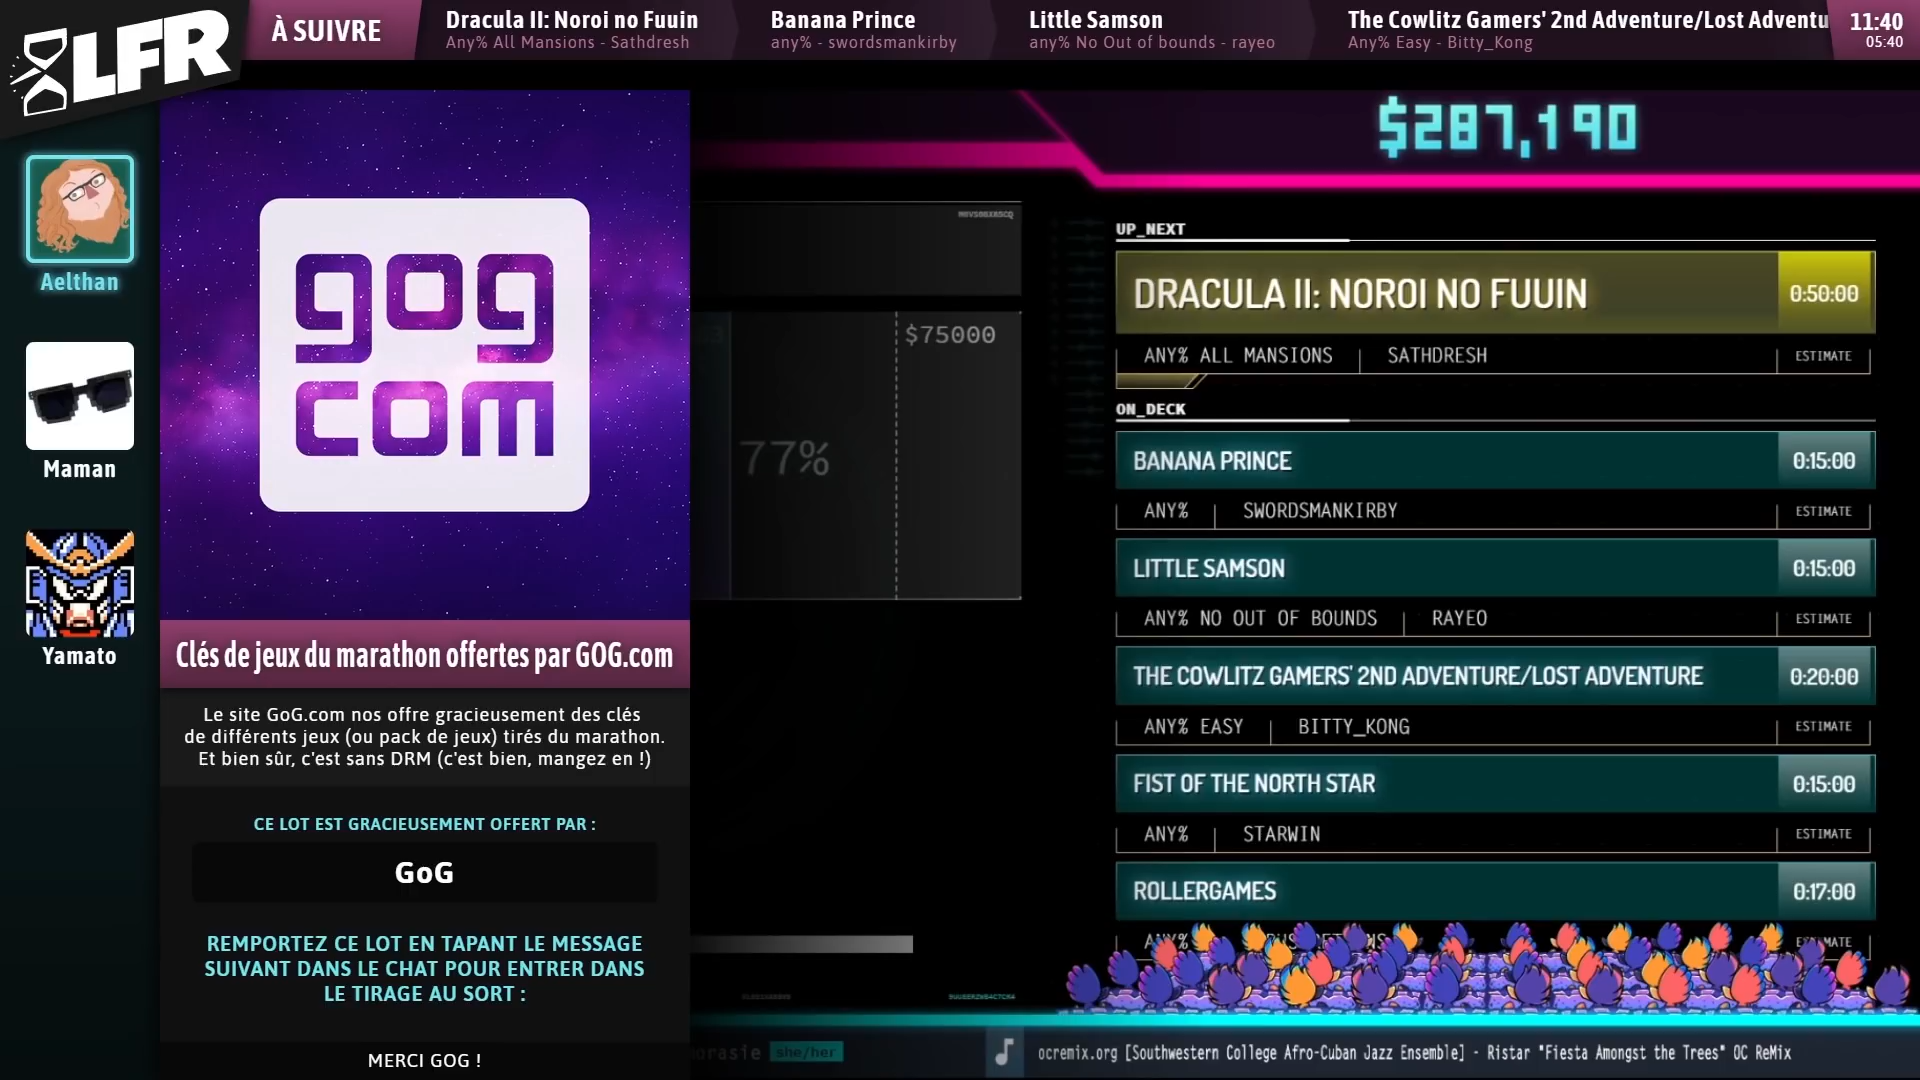 LFR
À SUIVRE
Dracula II: Noroi no Fuuin
Any% All Mansions - Sathdresh
Banana Prince
any% - swordsmankirby
Little Samson
any% No Out of bounds - rayeo
The Cowlitz Gamers' 2nd Adventure/Lost Adventu
Any% Easy - Bitty_Kong
11:40
05:40
Aelthan
Maman
Yamato
gog
com
Clés de jeux du marathon offertes par GOG.com
Le site GoG.com nos offre gracieusement des clés
de différents jeux (ou pack de jeux) tirés du marathon.
Et bien sûr, c'est sans DRM (c'est bien, mangez en !)
CE LOT EST GRACIEUSEMENT OFFERT PAR :
GoG
REMPORTEZ CE LOT EN TAPANT LE MESSAGE
SUIVANT DANS LE CHAT POUR ENTRER DANS
LE TIRAGE AU SORT :
MERCI GOG !
$75000
77%
$287,190
UP_NEXT
DRACULA II: NOROI NO FUUIN
0:50:00
ANY% ALL MANSIONS
SATHDRESH
ESTIMATE
ON_DECK
BANANA PRINCE
0:15:00
ANY%
SWORDSMANKIRBY
ESTIMATE
LITTLE SAMSON
0:15:00
ANY% NO OUT OF BOUNDS
RAYEO
ESTIMATE
THE COWLITZ GAMERS' 2ND ADVENTURE/LOST ADVENTURE
0:20:00
ANY% EASY
BITTY_KONG
ESTIMATE
FIST OF THE NORTH STAR
0:15:00
ANY%
STARWIN
ESTIMATE
ROLLERGAMES
0:17:00
ANY%
she/her
ocremix.org [Southwestern College Afro-Cuban Jazz Ensemble] - Ristar "Fiesta Amongst the Trees" OC ReMix